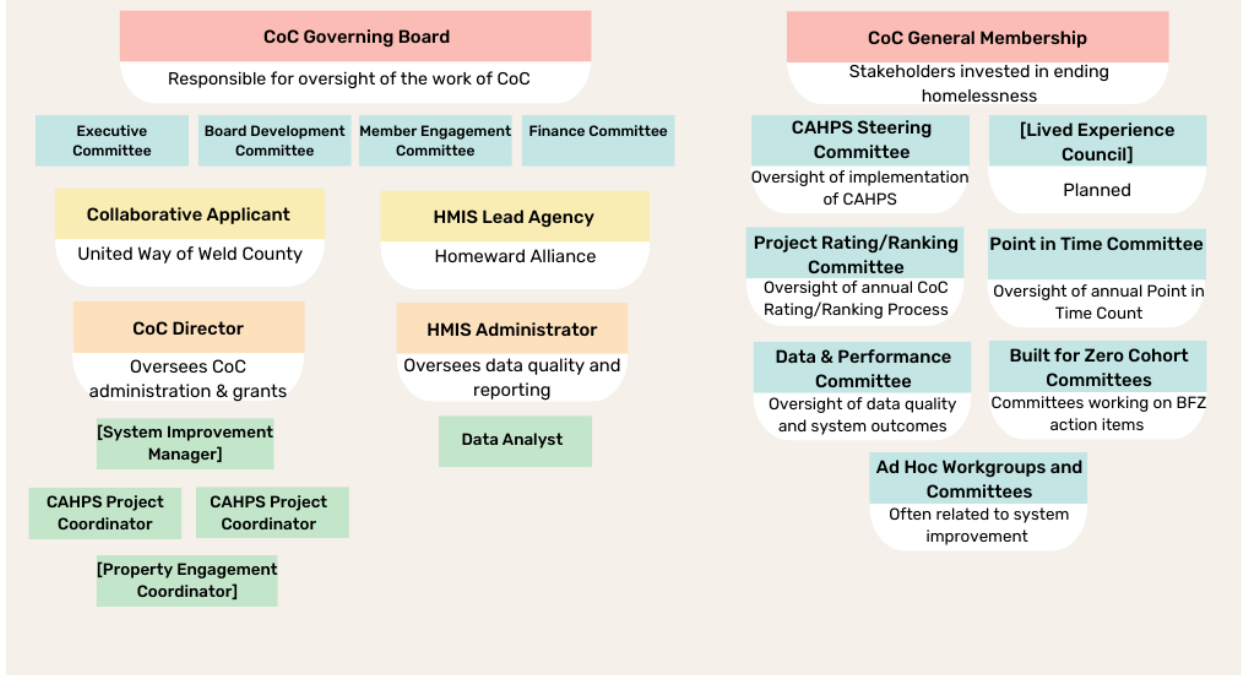 CoC Governing Board
Responsible for oversight of the work of CoC
Executive
Committee
Board Development
Committee
Member Engagement
Committee
Finance Committee
Collaborative Applicant
United Way of Weld County
HMIS Lead Agency
Homeward Alliance
CoC Director
Oversees CoC
administration & grants
HMIS Administrator
Oversees data quality and
reporting
[System Improvement
Manager]
Data Analyst
CAHPS Project
Coordinator
CAHPS Project
Coordinator
[Property Engagement
Coordinator]
CoC General Membership
Stakeholders invested in ending
homelessness
CAHPS Steering
Committee
Oversight of implementation
of CAHPS
[Lived Experience
Council]
Planned
Project Rating/Ranking
Committee
Oversight of annual CoC
Rating/Ranking Process
Point in Time Committee
Oversight of annual Point in
Time Count
Data & Performance
Committee
Oversight of data quality
and system outcomes
Built for Zero Cohort
Committees
Committees working on BFZ
action items
Ad Hoc Workgroups and
Committees
Often related to system
improvement